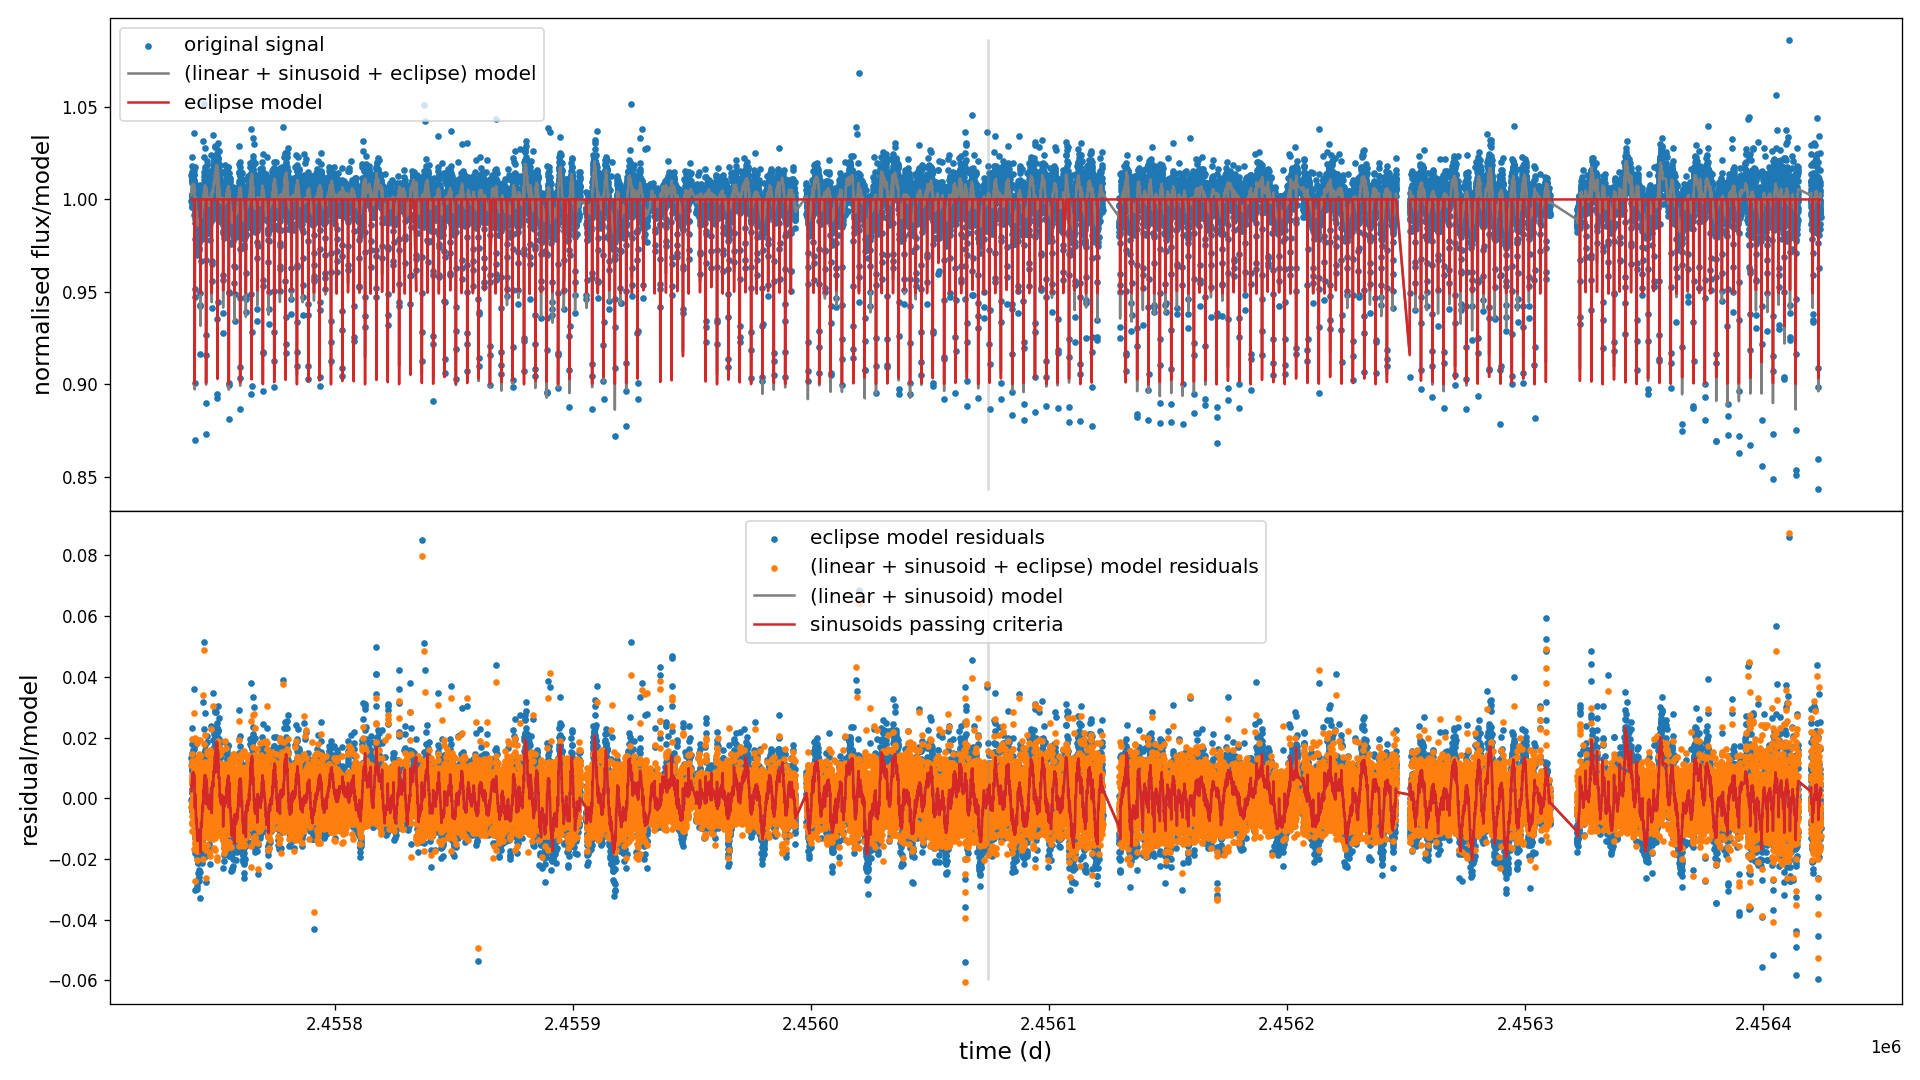 original signal
(linear + sinusoid + eclipse) model
eclipse model
normalised flux/model
1.05
1.00
0.95
0.90
0.85
eclipse model residuals
(linear + sinusoid + eclipse) model residuals
(linear + sinusoid) model
sinusoids passing criteria
residual/model
0.08
0.06
0.04
0.02
0.00
−0.02
−0.04
−0.06
2.4558 2.4559 2.4560 2.4561 2.4562 2.4563 2.4564
time (d)
1e6